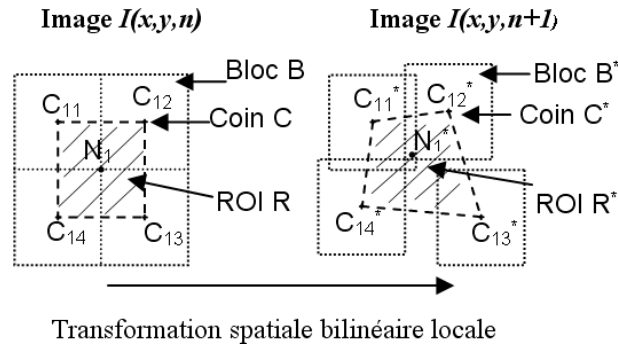 Image I(x,y,n)
Image I(x,y,n+1)
Bloc B
C11
C12
Coin C
N1
ROI R
C14
C13
Bloc B*
C11*
C12*
Coin C*
N1*
ROI R*
C14*
C13*
Transformation spatiale bilinéaire locale